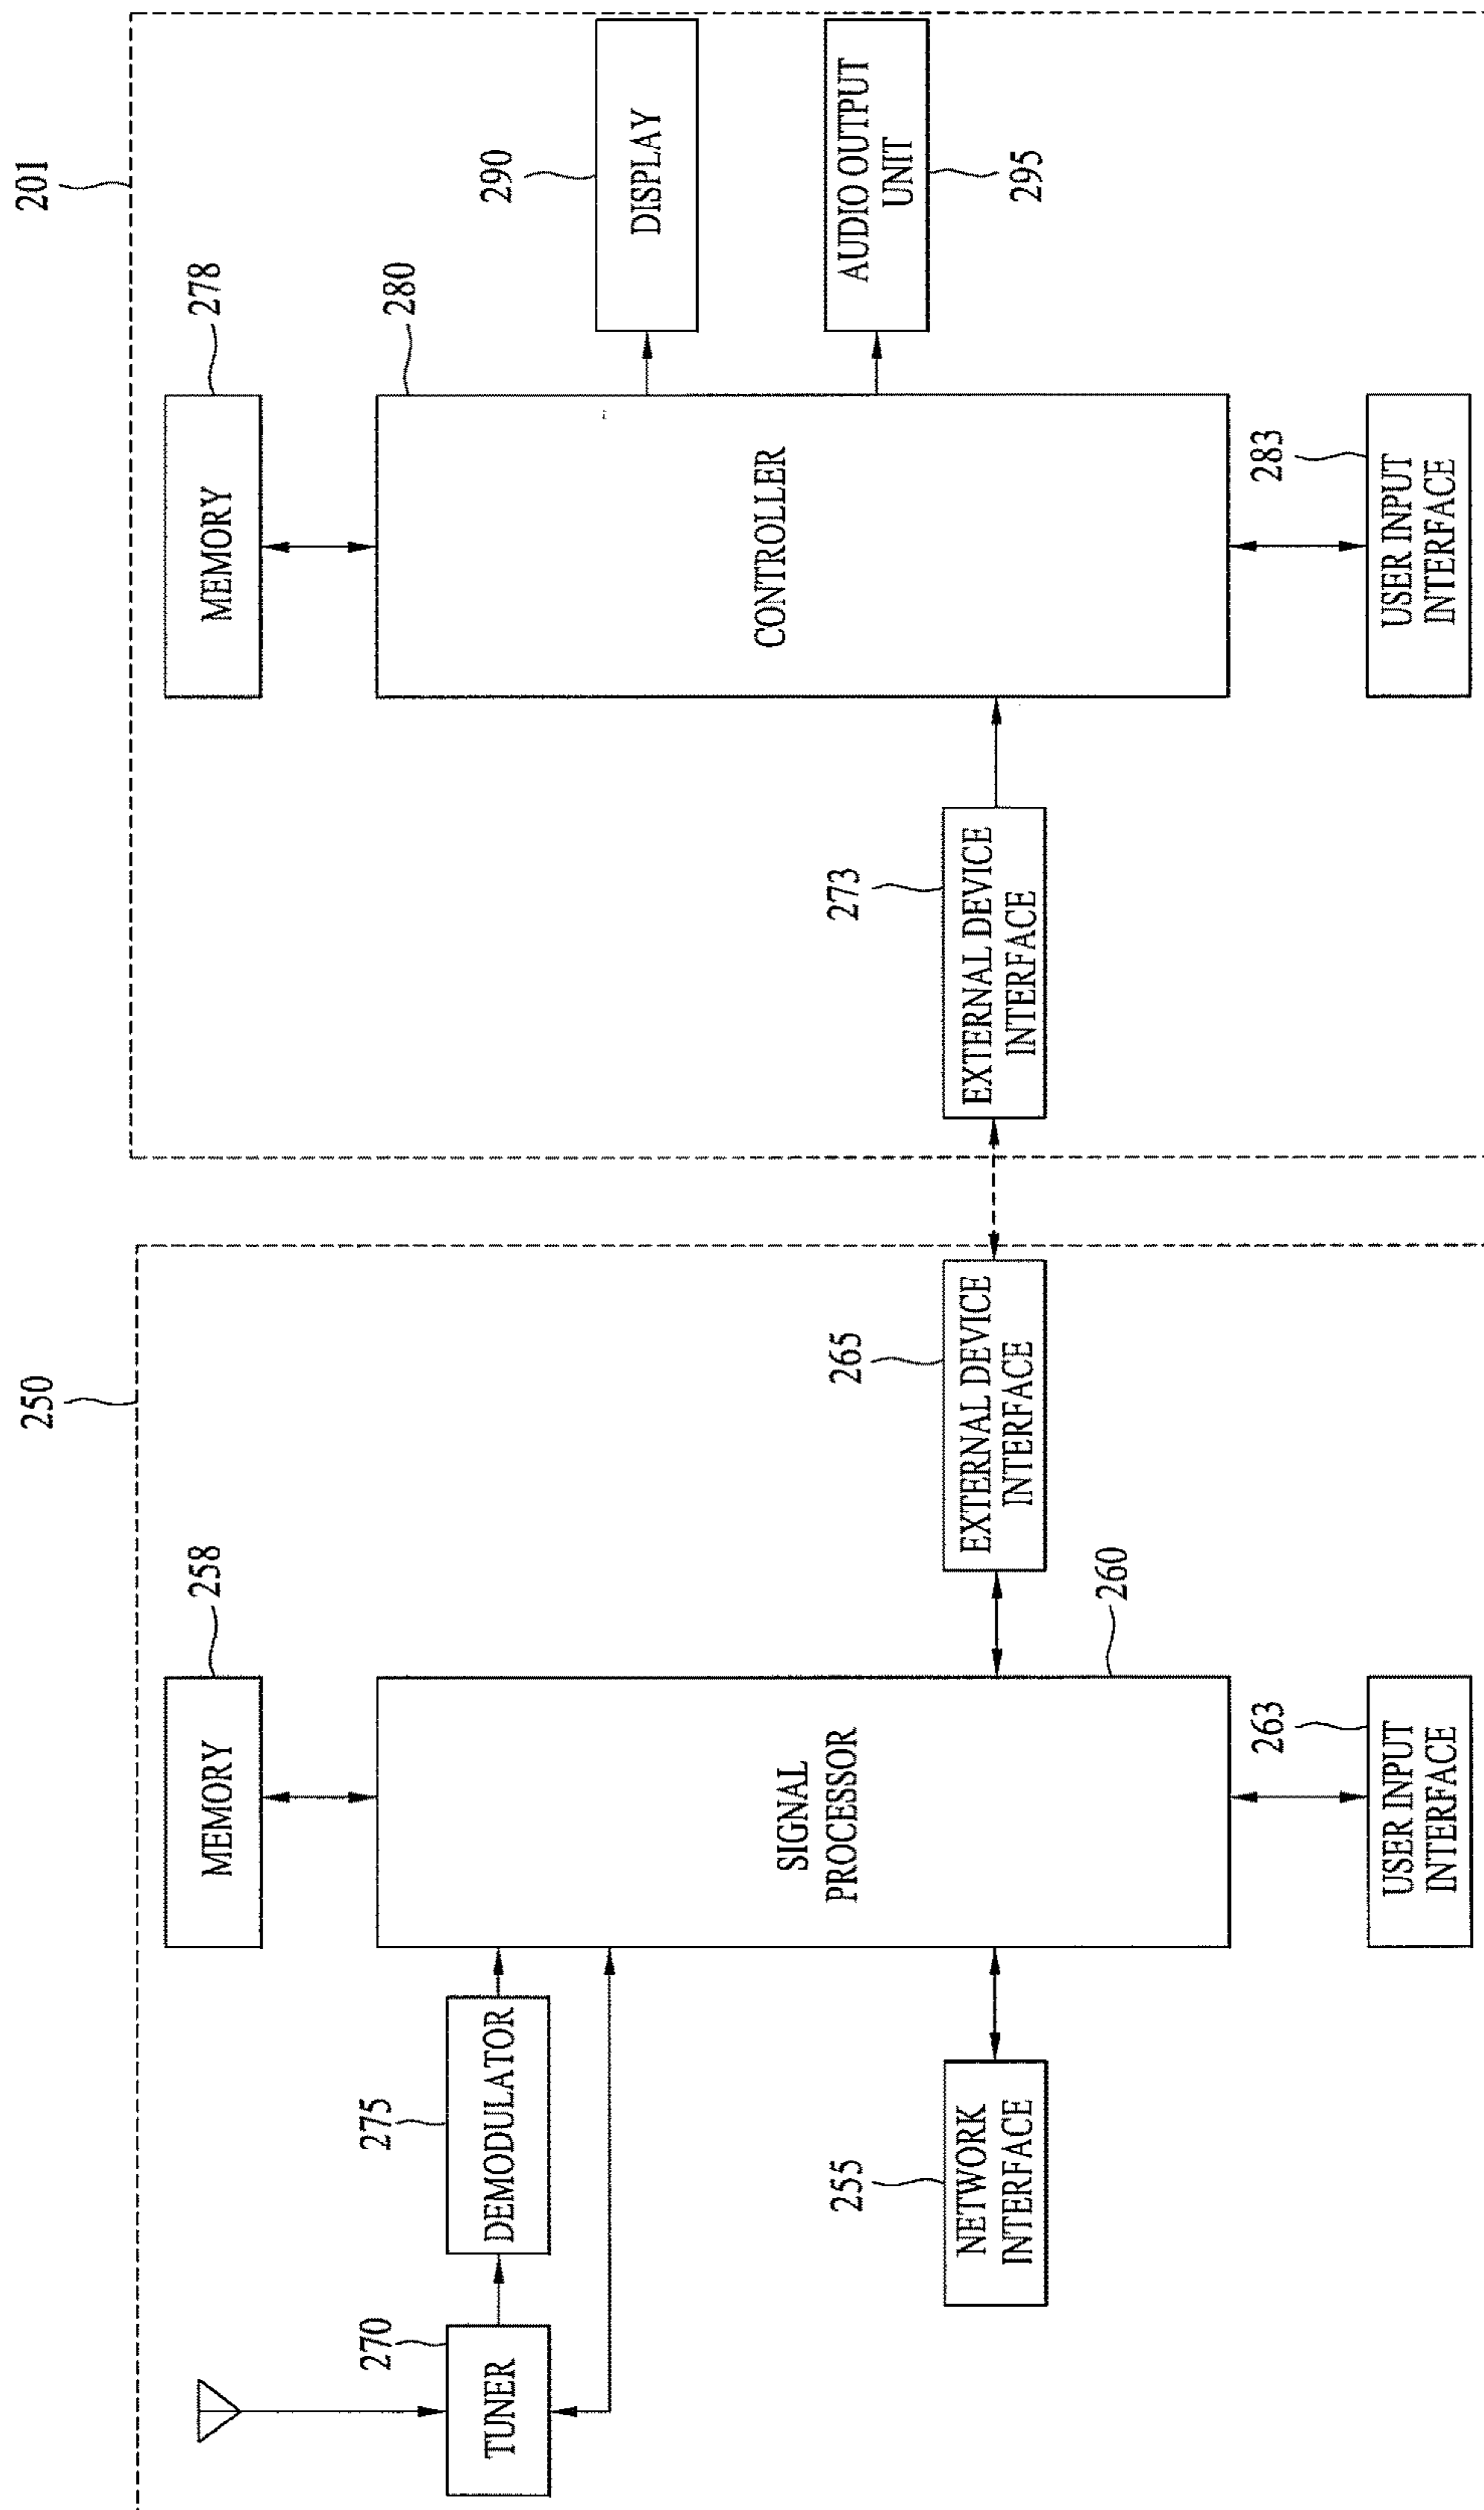 250
201
258
MEMORY
278
MEMORY
270
TUNER
275
DEMODULATOR
280
290
DISPLAY
SIGNAL
PROCESSOR
CONTROLLER
AUDIO OUTPUT
UNIT
295
255
NETWORK
INTERFACE
265
EXTERNAL DEVICE
INTERFACE
273
EXTERNAL DEVICE
INTERFACE
260
263
USER INPUT
INTERFACE
283
USER INPUT
INTERFACE